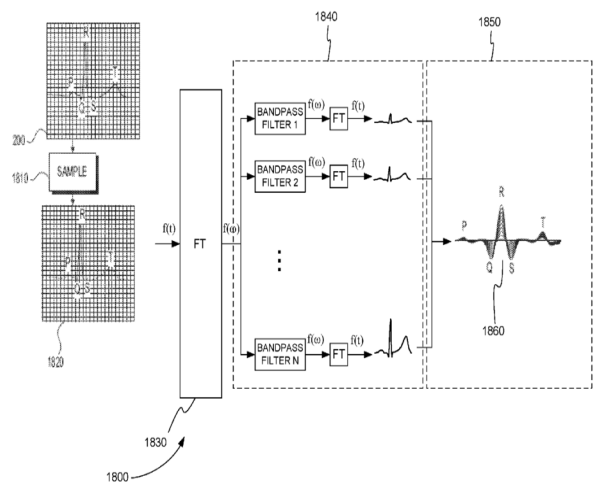 1840
1850
R
P
T
Q S
200
1810
SAMPLE
R
P
T
Q S
1820
f(t)
FT
f(ω)
1830
1800
BANDPASS
FILTER 1
f(ω)
FT
f(t)
BANDPASS
FILTER 2
f(ω)
FT
f(t)
BANDPASS
FILTER N
f(ω)
FT
f(t)
R
P
T
Q
S
1860